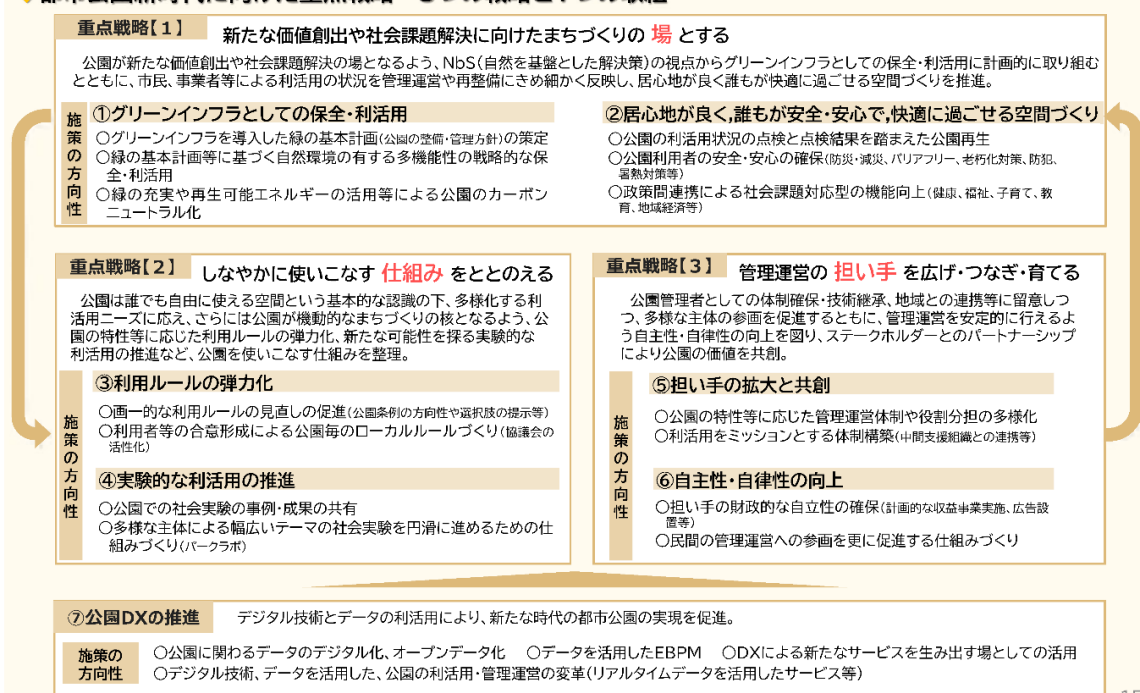 重点戦略【１】 新たな価値創出や社会課題解決に向けたまちづくりの 場 とする
公園が新たな価値創出や社会課題解決の場となるよう、NbS（自然を基盤とした解決策）の視点からグリーンインフラとしての保全・利活用に計画的に取り組む
とともに、市民、事業者等による利活用の状況を管理運営や再整備にきめ細かく反映し、居心地が良く誰もが快適に過ごせる空間づくりを推進。
施策の方向性
①グリーンインフラとしての保全・利活用
○グリーンインフラを導入した緑の基本計画(公園の整備・管理方針)の策定
○緑の基本計画等に基づく自然環境の有する多機能性の戦略的な保
全・利活用
○緑の充実や再生可能エネルギーの活用等による公園のカーボン
ニュートラル化
②居心地が良く,誰もが安全・安心で,快適に過ごせる空間づくり
○公園の利活用状況の点検と点検結果を踏まえた公園再生
○公園利用者の安全・安心の確保(防災・減災、バリアフリー、老朽化対策、防犯、
暑熱対策等)
○政策間連携による社会課題対応型の機能向上(健康、福祉、子育て、教
育、地域経済等)
重点戦略【２】 しなやかに使いこなす 仕組み をととのえる
公園は誰でも自由に使える空間という基本的な認識の下、多様化する利
活用ニーズに応え、さらには公園が機動的なまちづくりの核となるよう、公
園の特性等に応じた利用ルールの弾力化、新たな可能性を探る実験的な
利活用の推進など、公園を使いこなす仕組みを整理。
施策の方向性
③利用ルールの弾力化
○画一的な利用ルールの見直しの促進(公園条例の方向性や選択肢の提示等)
○利用者等の合意形成による公園毎のローカルルールづくり(協議会の
活性化)
④実験的な利活用の推進
○公園での社会実験の事例・成果の共有
○多様な主体による幅広いテーマの社会実験を円滑に進めるための仕
組みづくり(パークラボ)
重点戦略【３】 管理運営の 担い手 を広げ・つなぎ・育てる
公園管理者としての体制確保・技術継承、地域との連携等に留意しつ
つ、多様な主体の参画を促進するともに、管理運営を安定的に行えるよ
う自主性・自律性の向上を図り、ステークホルダーとのパートナーシップ
により公園の価値を共創。
施策の方向性
⑤担い手の拡大と共創
○公園の特性等に応じた管理運営体制や役割分担の多様化
○利活用をミッションとする体制構築(中間支援組織との連携等)
⑥自主性・自律性の向上
○担い手の財政的な自立性の確保(計画的な収益事業実施、広告設
置等)
○民間の管理運営への参画を更に促進する仕組みづくり
⑦公園DXの推進 デジタル技術とデータの利活用により、新たな時代の都市公園の実現を促進。
施策の
方向性
○公園に関わるデータのデジタル化、オープンデータ化 ○データを活用したEBPM ○DXによる新たなサービスを生み出す場としての活用
○デジタル技術、データを活用した、公園の利活用・管理運営の変革(リアルタイムデータを活用したサービス等)